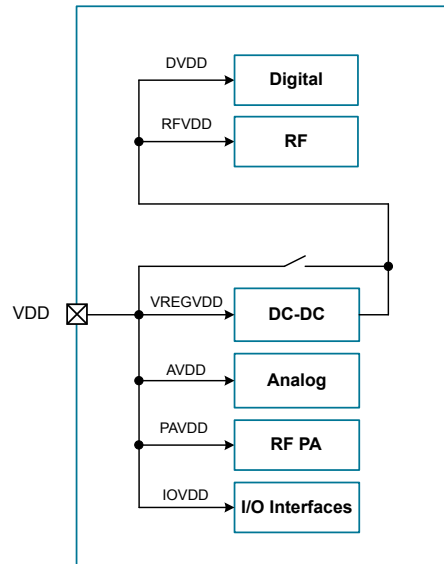 DVDD
Digital
RFVDD
RF
VDD
VREGVDD
DC-DC
AVDD
Analog
PAVDD
RF PA
IOVDD
I/O Interfaces